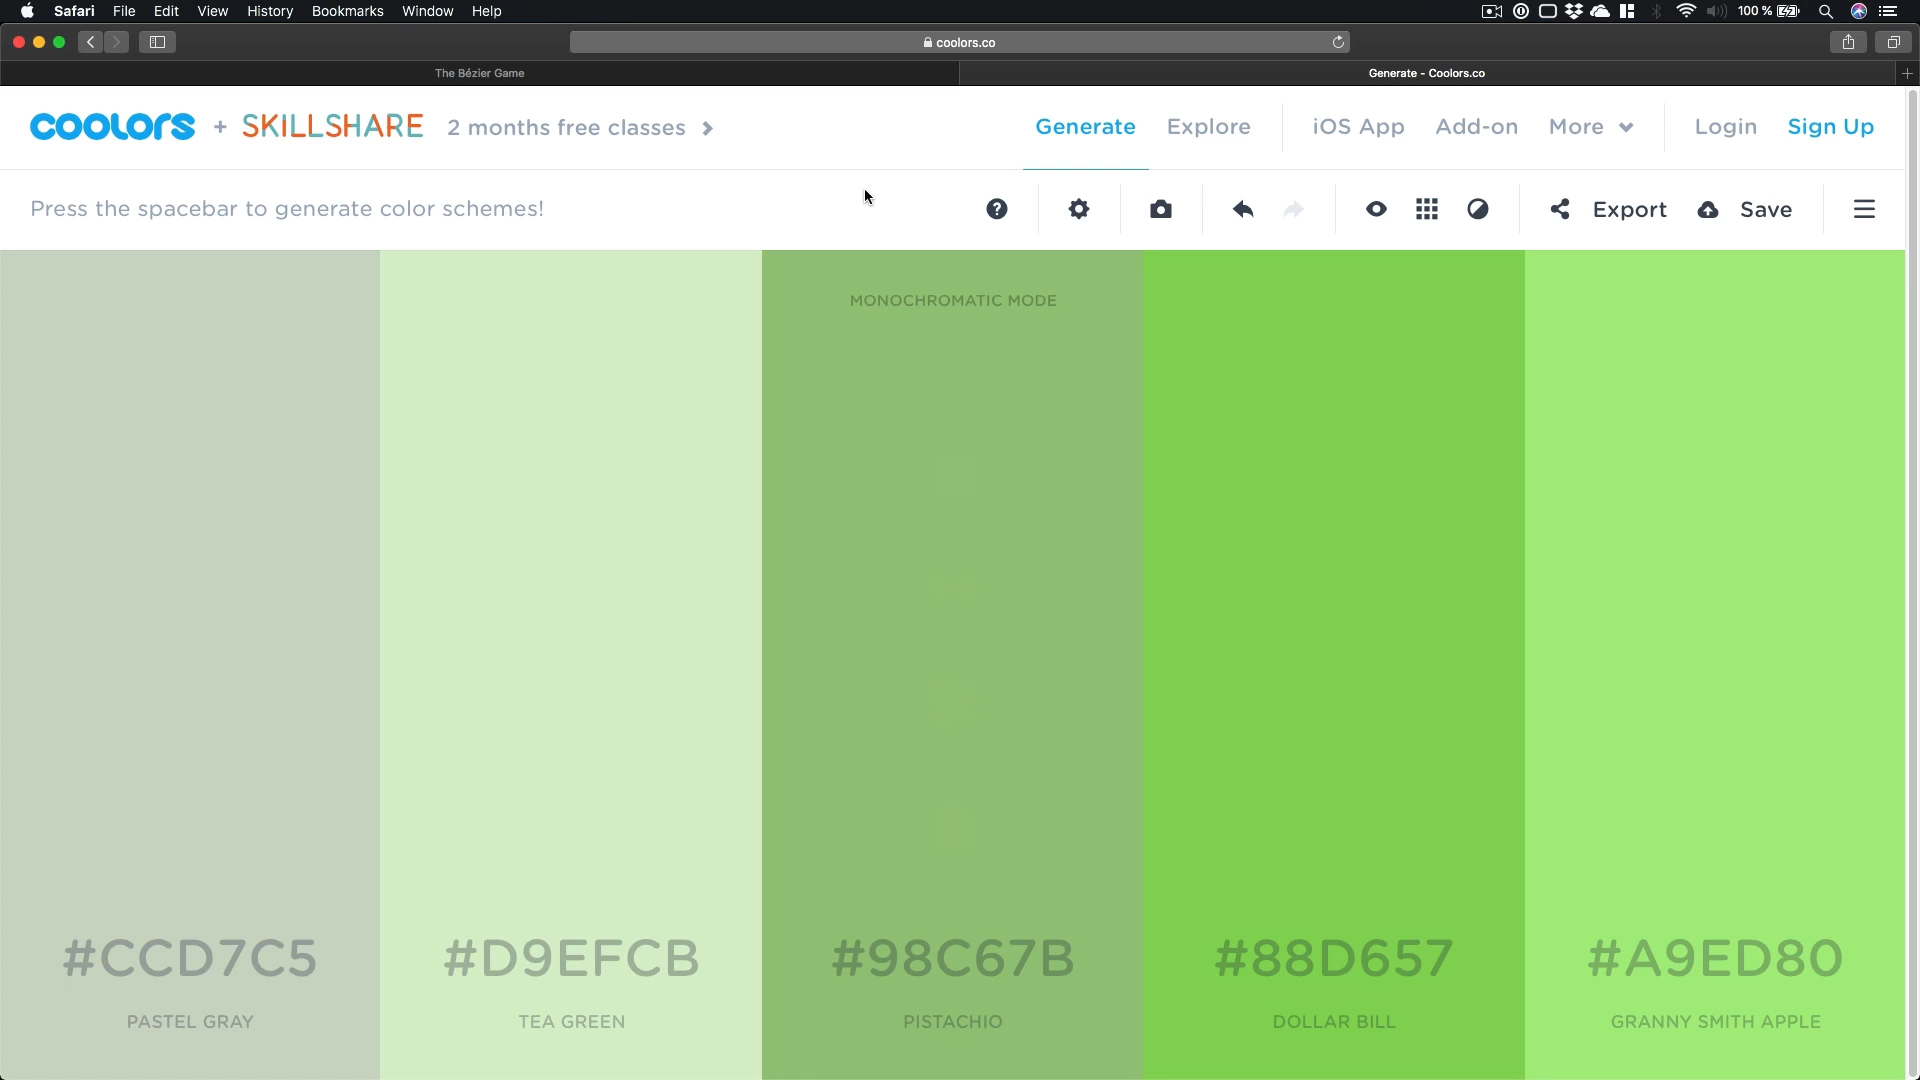 Safari File Edit View History Bookmarks Window Help 100 %
coolors.co
The Bézier Game Generate - Coolors.co
coolors + SKILLSHARE 2 months free classes Generate Explore iOS App Add-on More Login Sign Up
Press the spacebar to generate color schemes! Export Save
MONOCHROMATIC MODE
#CCD7C5 #D9EFCB #98C67B #88D657 #A9ED80
PASTEL GRAY TEA GREEN PISTACHIO DOLLAR BILL GRANNY SMITH APPLE